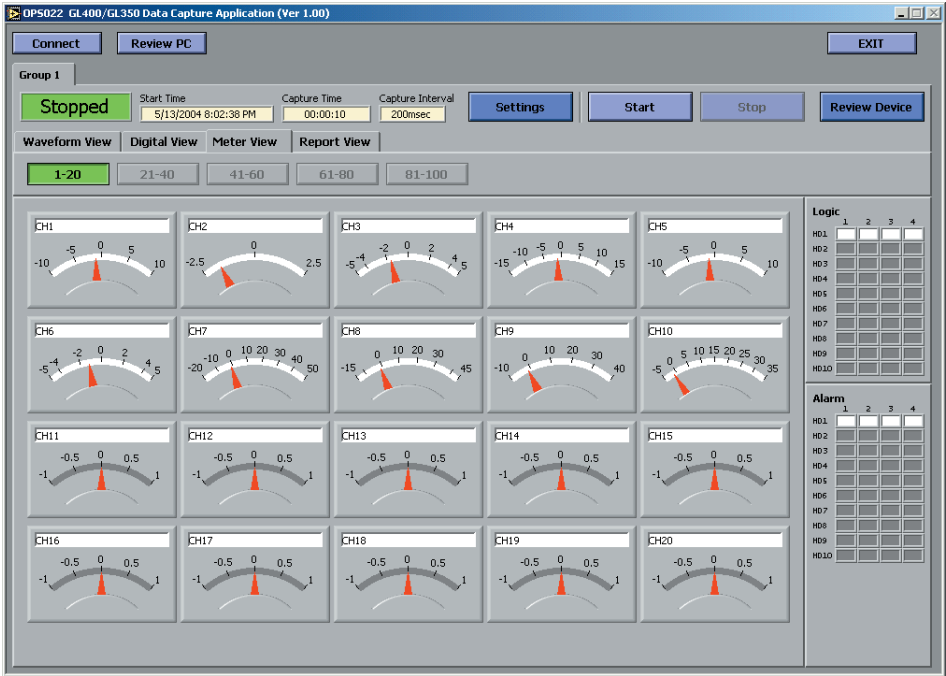 OPS022 GL400/GL350 Data Capture Application (Ver 1.00)
Connect Review PC EXIT
Group 1
Stopped Start Time 5/13/2004 8:02:38 PM Capture Time 00:00:10 Capture Interval 200msec Settings Start Stop Review Device
Waveform View Digital View Meter View Report View
1-20 21-40 41-60 61-80 81-100
CH1 CH2 CH3 CH4 CH5
-10 -5 0 5 10
-2.5 0 2.5
-5 -4 -2 0 2 4 5
-15 -10 -5 0 5 10 15
-10 -5 0 5 10
CH6 CH7 CH8 CH9 CH10
-5 -4 -2 0 2 4 5
-20 -10 0 10 20 30 40 50
-15 0 10 20 30 45
-10 0 10 20 30 40
-5 0 5 10 15 20 25 30 35
CH11 CH12 CH13 CH14 CH15
-1 -0.5 0 0.5 1
-1 -0.5 0 0.5 1
-1 -0.5 0 0.5 1
-1 -0.5 0 0.5 1
-1 -0.5 0 0.5 1
CH16 CH17 CH18 CH19 CH20
-1 -0.5 0 0.5 1
-1 -0.5 0 0.5 1
-1 -0.5 0 0.5 1
-1 -0.5 0 0.5 1
-1 -0.5 0 0.5 1
Logic
1 2 3 4
HD1
HD2
HD3
HD4
HD5
HD6
HD7
HD8
HD9
HD10
Alarm
1 2 3 4
HD1
HD2
HD3
HD4
HD5
HD6
HD7
HD8
HD9
HD10